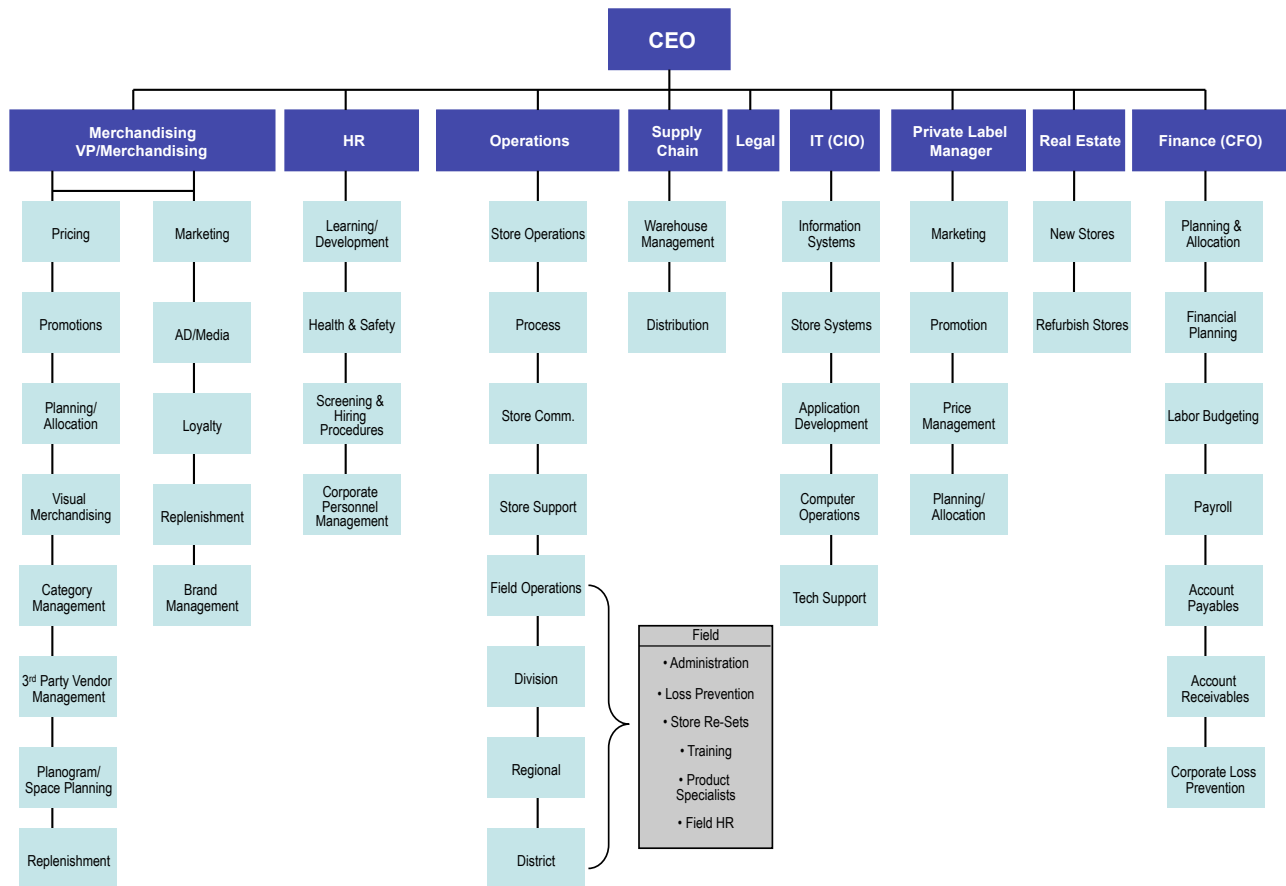 CEO
Merchandising
VP/Merchandising
HR
Operations
Supply
Chain
Legal
IT (CIO)
Private Label
Manager
Real Estate
Finance (CFO)
Pricing
Promotions
Planning/
Allocation
Visual
Merchandising
Category
Management
3rd Party Vendor
Management
Planogram/
Space Planning
Replenishment
Marketing
AD/Media
Loyalty
Replenishment
Brand
Management
Learning/
Development
Health & Safety
Screening &
Hiring
Procedures
Corporate
Personnel
Management
Store Operations
Process
Store Comm.
Store Support
Field Operations
Division
Regional
District
Field
• Administration
• Loss Prevention
• Store Re-Sets
• Training
• Product
Specialists
• Field HR
Warehouse
Management
Distribution
Information
Systems
Store Systems
Application
Development
Computer
Operations
Tech Support
Marketing
Promotion
Price
Management
Planning/
Allocation
New Stores
Refurbish Stores
Planning &
Allocation
Financial
Planning
Labor Budgeting
Payroll
Account
Payables
Account
Receivables
Corporate Loss
Prevention